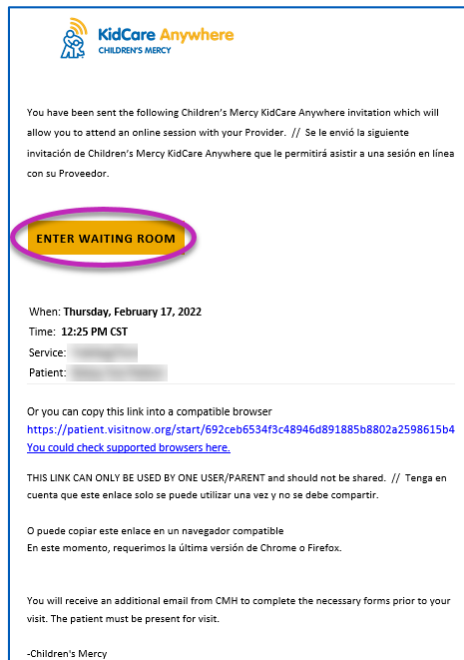 KidCare Anywhere
CHILDREN'S MERCY
You have been sent the following Children's Mercy KidCare Anywhere invitation which will
allow you to attend an online session with your Provider. // Se le envió la siguiente
invitación de Children's Mercy KidCare Anywhere que le permitirá asistir a una sesión en línea
con su Proveedor.
ENTER WAITING ROOM
When: Thursday, February 17, 2022
Time: 12:25 PM CST
Service:
Patient:
Or you can copy this link into a compatible browser
https://patient.visitnow.org/start/692ceb6534f3c48946d891885b8802a2598615b4
You could check supported browsers here.
THIS LINK CAN ONLY BE USED BY ONE USER/PARENT and should not be shared. // Tenga en
cuenta que este enlace solo se puede utilizar una vez y no se debe compartir.
O puede copiar este enlace en un navegador compatible
En este momento, requerimos la última versión de Chrome o Firefox.
You will receive an additional email from CMH to complete the necessary forms prior to your
visit. The patient must be present for visit.
-Children's Mercy